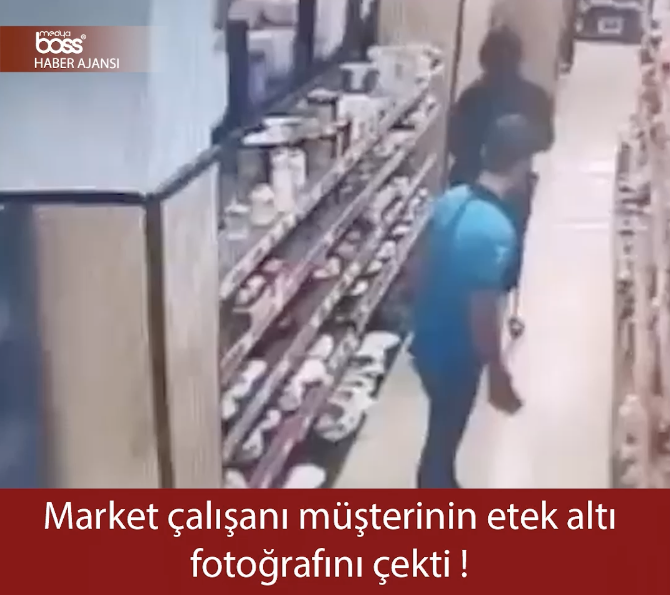 medya
boss®
HABER AJANSI
Market çalışanı müşterinin etek altı
fotoğrafını çekti !